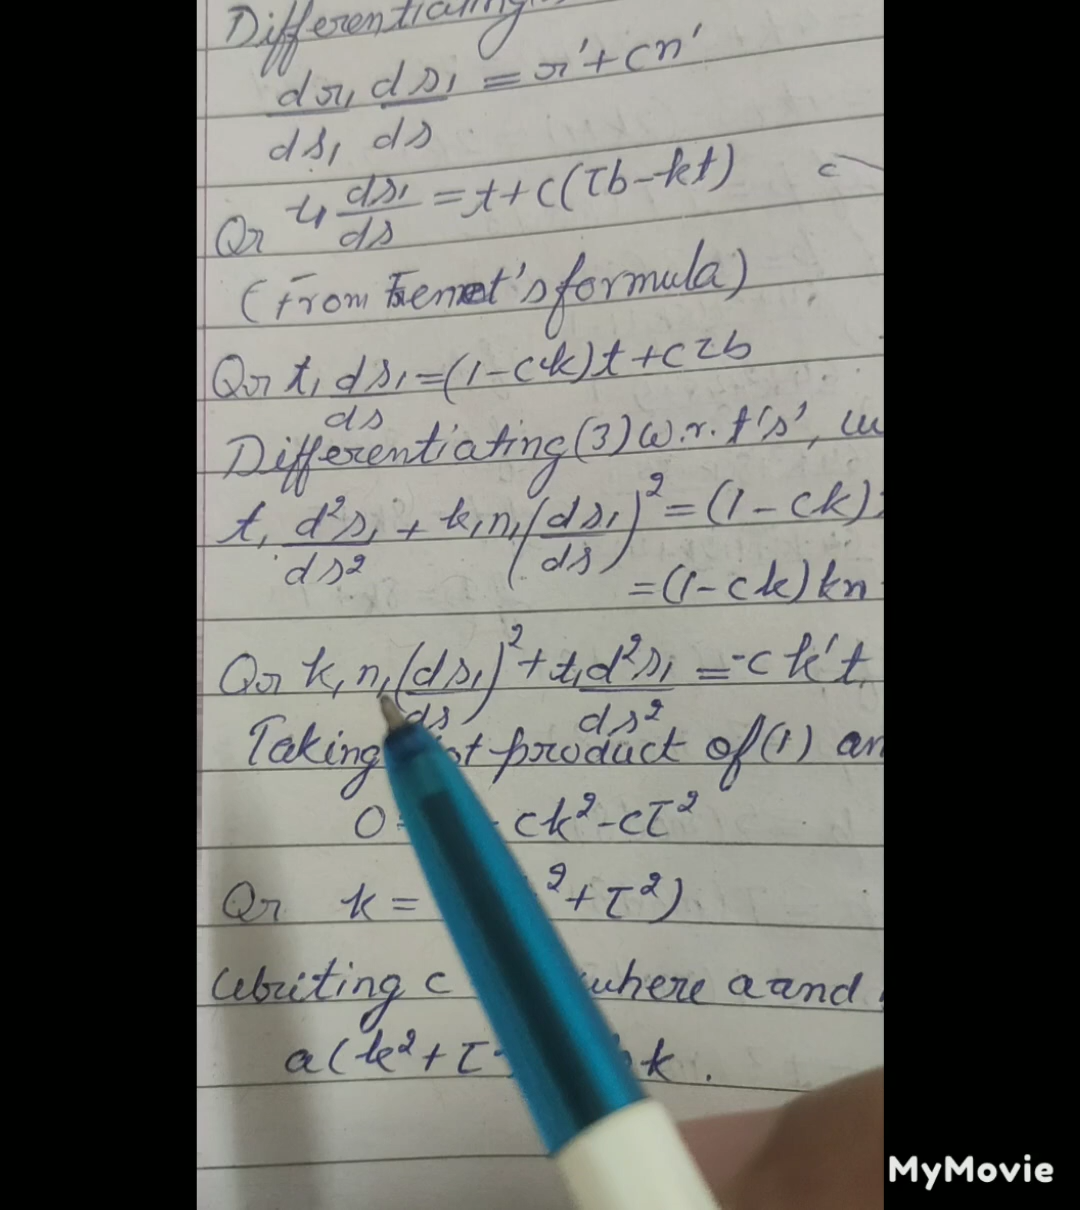 Differentiating
dr₁/ds₁ ds₁/ds = r' + cn'
Or t₁ ds₁/ds = t + c(τb - kt)
(From Frenet's formula)
Or t₁ ds₁/ds = (1 - ck)t + cτb
Differentiating (3) w.r.t 's',
t₁ d²s₁/ds² + k₁n₁(ds₁/ds)² = (1 - ck)
= (1 - ck)kn
Or k₁n₁(ds₁/ds)² + t₁ d²s₁/ds² = -ck't
Taking product of (1)
0 ck² - cτ²
Or k = ² + τ²)
Writing c where a and
a(k² + τ k.
MyMovie